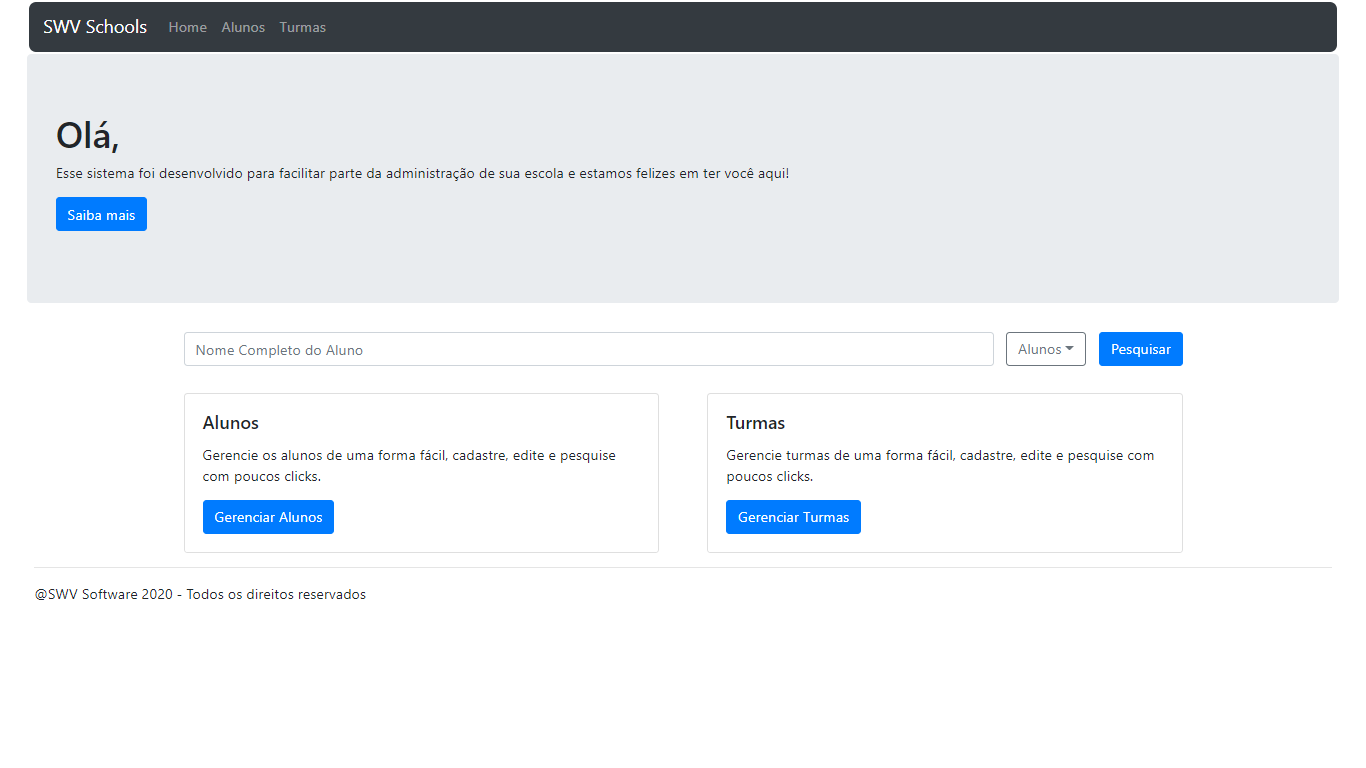 SWV Schools Home Alunos Turmas
Olá,
Esse sistema foi desenvolvido para facilitar parte da administração de sua escola e estamos felizes em ter você aqui!
Saiba mais
Nome Completo do Aluno Alunos Pesquisar
Alunos
Gerencie os alunos de uma forma fácil, cadastre, edite e pesquise
com poucos clicks.
Gerenciar Alunos
Turmas
Gerencie turmas de uma forma fácil, cadastre, edite e pesquise com
poucos clicks.
Gerenciar Turmas
@SWV Software 2020 - Todos os direitos reservados